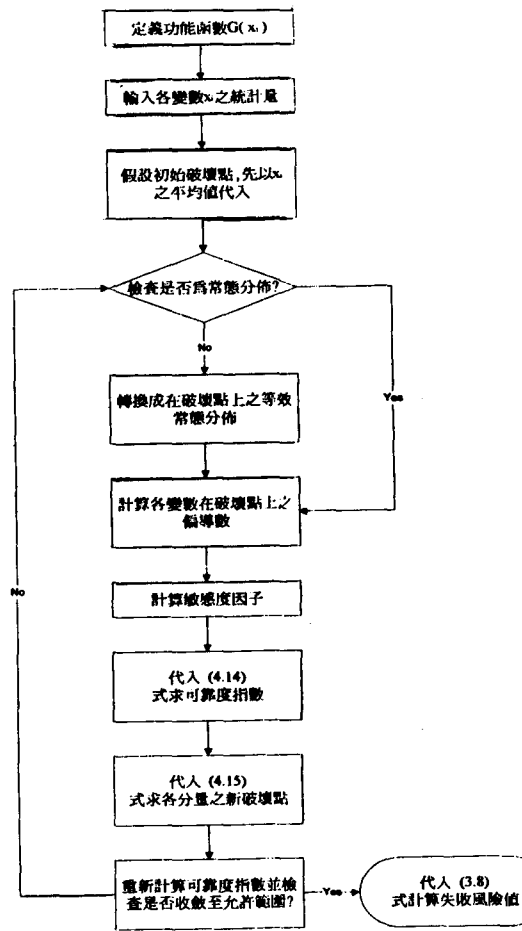 定義功能函數G( xᵢ )
輸入各變數xᵢ之統計量
假設初始破壞點,先以xᵢ
之平均值代入
檢查是否為常態分佈?
No
Yes
轉換成在破壞點上之等效
常態分佈
計算各變數在破壞點上之
偏導數
No
計算敏感度因子
代入 (4.14)
式求可靠度指數
代入 (4.15)
式求各分量之新破壞點
重新計算可靠度指數並檢
查是否收斂至允許範圍?
Yes
代入 (3.8)
式計算失敗風險值